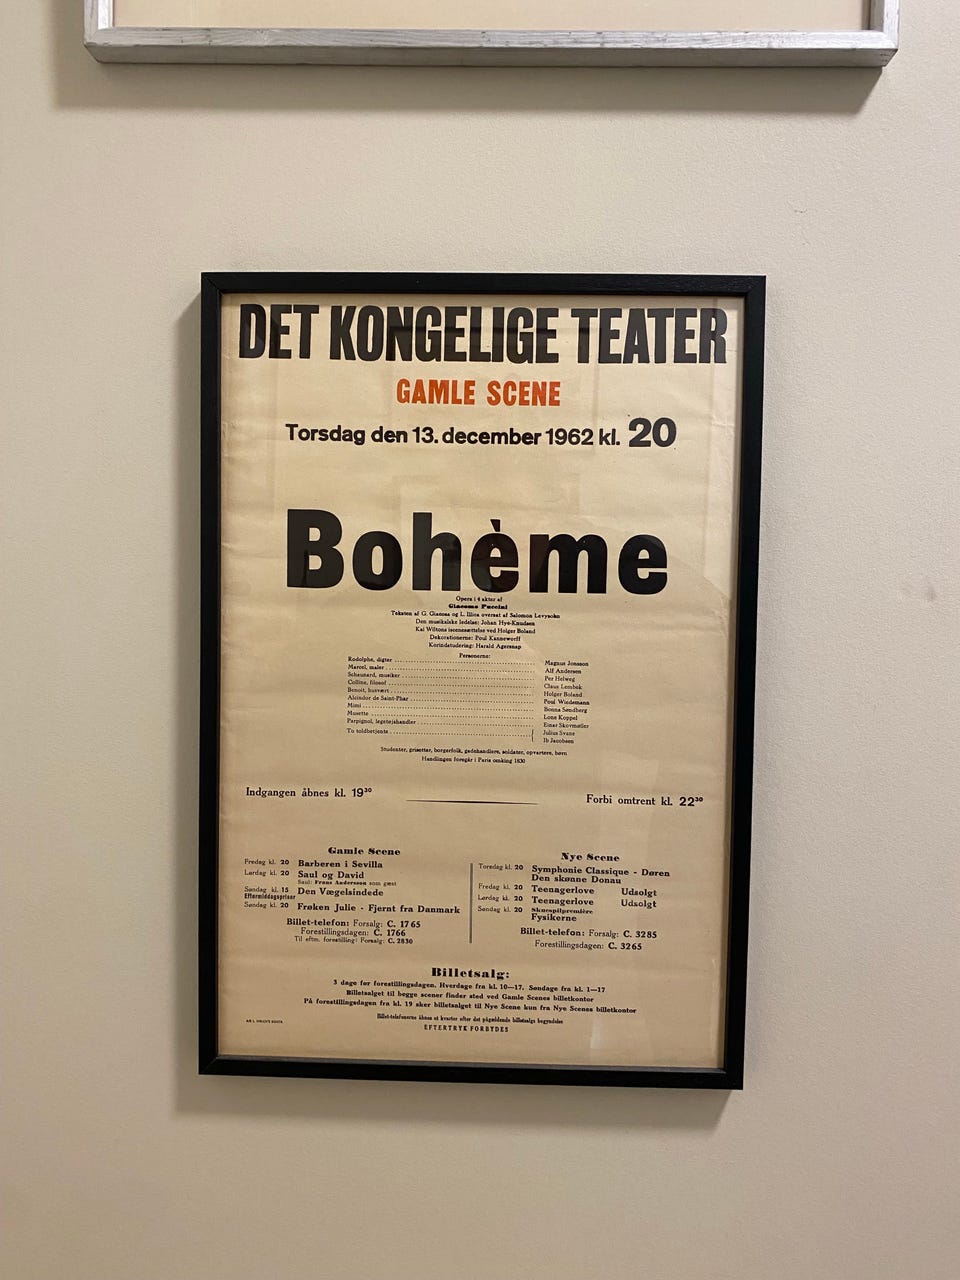 DET KONGELIGE TEATER
GAMLE SCENE
Torsdag den 13. december 1962 kl. 20
Bohème
Opera i 4 akter af
Giacomo Puccini
Teksten af G. Giacosa og L. Illica oversat af Salomon Levysohn
Den musikalske ledelse: Johan Hye-Knudsen
Kai Wiltons iscenesættelse ved Holger Boland
Dekorationerne: Poul Kanneworff
Korindstudering: Harald Agersnap
Personerne:
Rodolphe, digter Magnus Jonsson
Marcel, maler Alf Andersen
Schaunard, musiker Per Helweg
Colline, filosof Claus Lembek
Benoit, husvært Holger Boland
Alcindor de Saint-Phar Poul Wiedemann
Mimi Bonna Søndberg
Musette Lone Koppel
Parpignol, legetøjshandler Einar Skovmøller
To toldbetjente Julius Svane
Ib Jacobsen
Studenter, grisetter, borgerfolk, gadehandlere, soldater, opvartere, børn
Handlingen foregår i Paris omkring 1830
Indgangen åbnes kl. 19³⁰
Forbi omtrent kl. 22³⁰
Gamle Scene
Fredag kl. 20 Barberen i Sevilla
Lørdag kl. 20 Saul og David
Saul: Frans Andersson som gæst
Søndag kl. 15 Den Vægelsindede
Eftermiddagspriser
Søndag kl. 20 Frøken Julie - Fjernt fra Danmark
Billet-telefon: Forsalg: C. 1765
Forestillingsdagen: C. 1766
Til eftm. forestilling: Forsalg: C. 2830
Nye Scene
Torsdag kl. 20 Symphonie Classique - Døren
Den skønne Donau
Fredag kl. 20 Teenagerlove Udsolgt
Lørdag kl. 20 Teenagerlove Udsolgt
Søndag kl. 20 Skuespilpremière
Fysikerne
Billet-telefon: Forsalg: C. 3285
Forestillingsdagen: C. 3265
Billetsalg:
3 dage før forestillingsdagen. Hverdage fra kl. 10—17. Søndage fra kl. 1—17
Billetsalget til begge scener finder sted ved Gamle Scenes billetkontor
På forestillingsdagen fra kl. 19 sker billetsalget til Nye Scene kun fra Nye Scenes billetkontor
Billet-telefonerne åbnes et kvarter efter det pågældende billetsalgs begyndelse
EFTERTRYK FORBYDES